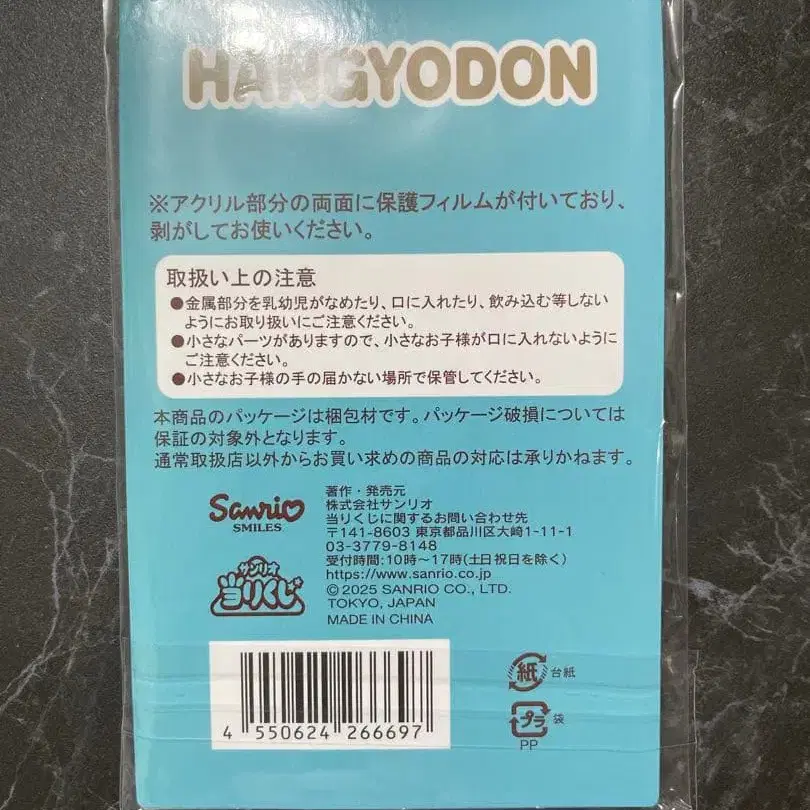 HANGYODON
※アクリル部分の両面に保護フィルムが付いており、
剥がしてお使いください。
取扱い上の注意
●金属部分を乳幼児がなめたり、口に入れたり、飲み込む等しない
ようにお取り扱いにご注意ください。
●小さなパーツがありますので、小さなお子様が口に入れないように
ご注意ください。
●小さなお子様の手の届かない場所で保管してください。
本商品のパッケージは梱包材です。パッケージ破損については
保証の対象外となります。
通常取扱店以外からお買い求めの商品の対応は承りかねます。
Sanrio
SMILES
著作・発売元
株式会社サンリオ
当りくじに関するお問い合わせ先
〒141-8603 東京都品川区大崎1-11-1
03-3779-8148
受付時間:10時~17時(土日祝日を除く)
https://www.sanrio.co.jp
© 2025 SANRIO CO., LTD.
TOKYO, JAPAN
MADE IN CHINA
サンリオ
当りくじ
4 550624 266697
紙 台紙
プラ 袋
PP